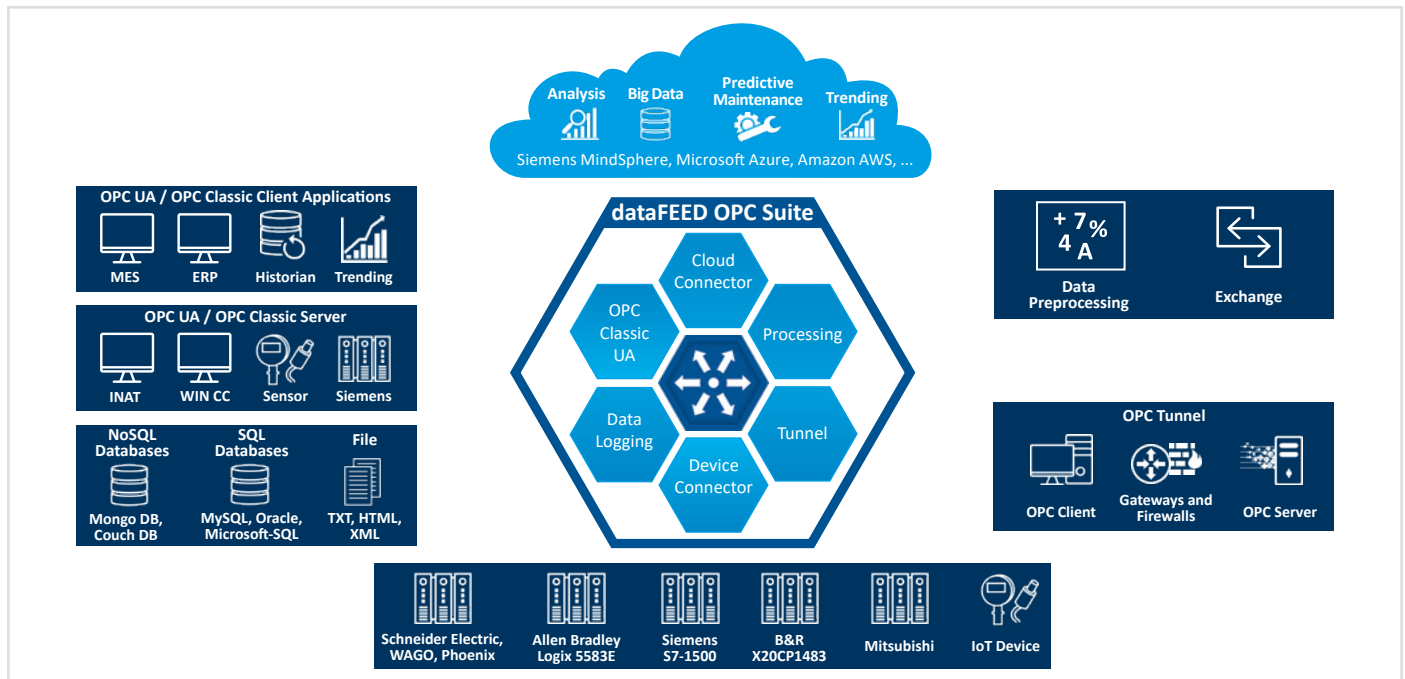 Analysis
Big Data
Predictive
Maintenance
Trending
Siemens MindSphere, Microsoft Azure, Amazon AWS, ...
OPC UA / OPC Classic Client Applications
MES
ERP
Historian
Trending
OPC UA / OPC Classic Server
INAT
WIN CC
Sensor
Siemens
NoSQL
Databases
SQL
Databases
File
Mongo DB,
Couch DB
MySQL, Oracle,
Microsoft-SQL
TXT, HTML,
XML
dataFEED OPC Suite
Cloud
Connector
OPC
Classic
UA
Processing
Data
Logging
Tunnel
Device
Connector
+ 7%
4 A
Data
Preprocessing
Exchange
OPC Tunnel
OPC Client
Gateways and
Firewalls
OPC Server
Schneider Electric,
WAGO, Phoenix
Allen Bradley
Logix 5583E
Siemens
S7-1500
B&R
X20CP1483
Mitsubishi
IoT Device